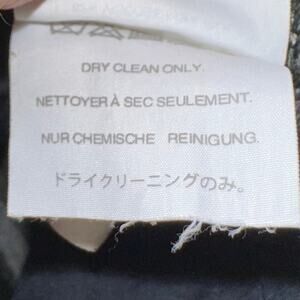 DRY CLEAN ONLY.
NETTOYER À SEC SEULEMENT.
NUR CHEMISCHE REINIGUNG.
ドライクリーニングのみ。